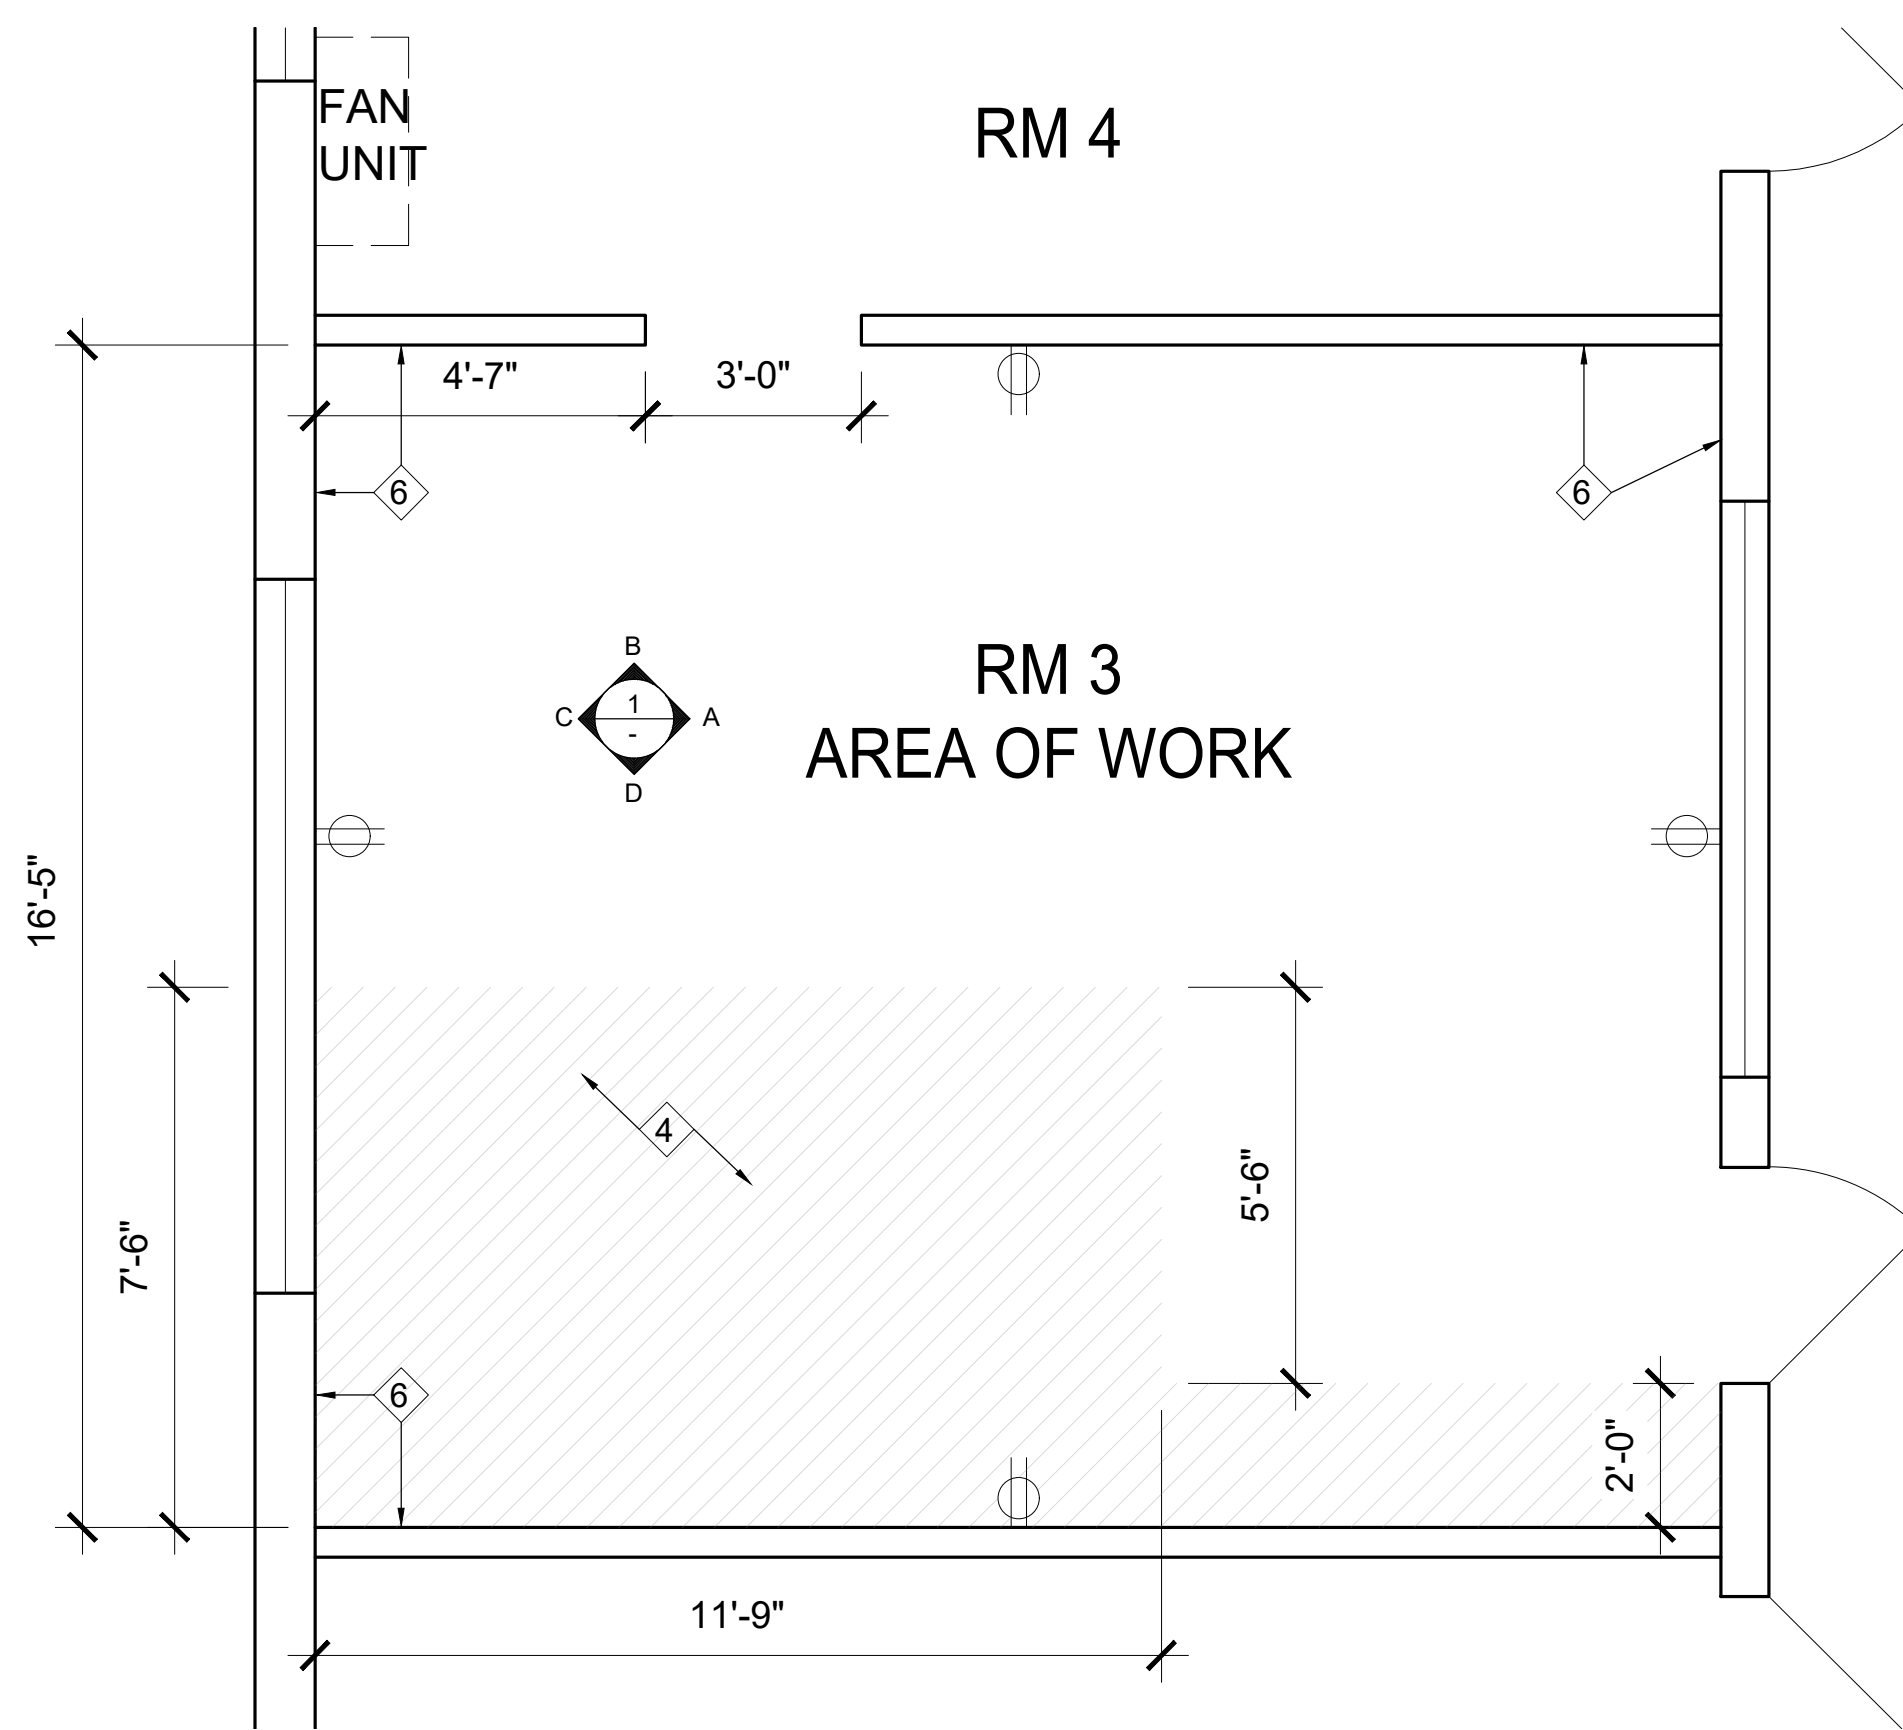 FAN
UNIT
RM 4
4'-7"
3'-0"
6
6
B
C
1
-
A
D
RM 3
AREA OF WORK
16'-5"
7'-6"
4
5'-6"
6
2'-0"
11'-9"